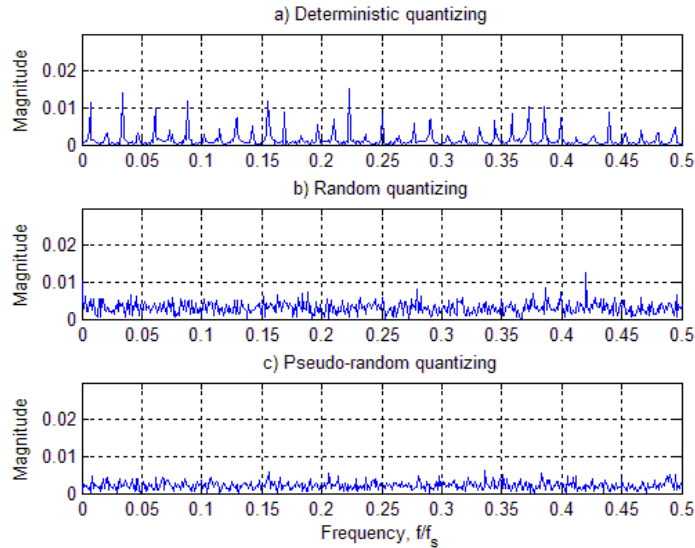 a) Deterministic quantizing
Magnitude
0.02
0.01
0
0 0.05 0.1 0.15 0.2 0.25 0.3 0.35 0.4 0.45 0.5
b) Random quantizing
Magnitude
0.02
0.01
0
0 0.05 0.1 0.15 0.2 0.25 0.3 0.35 0.4 0.45 0.5
c) Pseudo-random quantizing
Magnitude
0.02
0.01
0
0 0.05 0.1 0.15 0.2 0.25 0.3 0.35 0.4 0.45 0.5
Frequency, f/fs